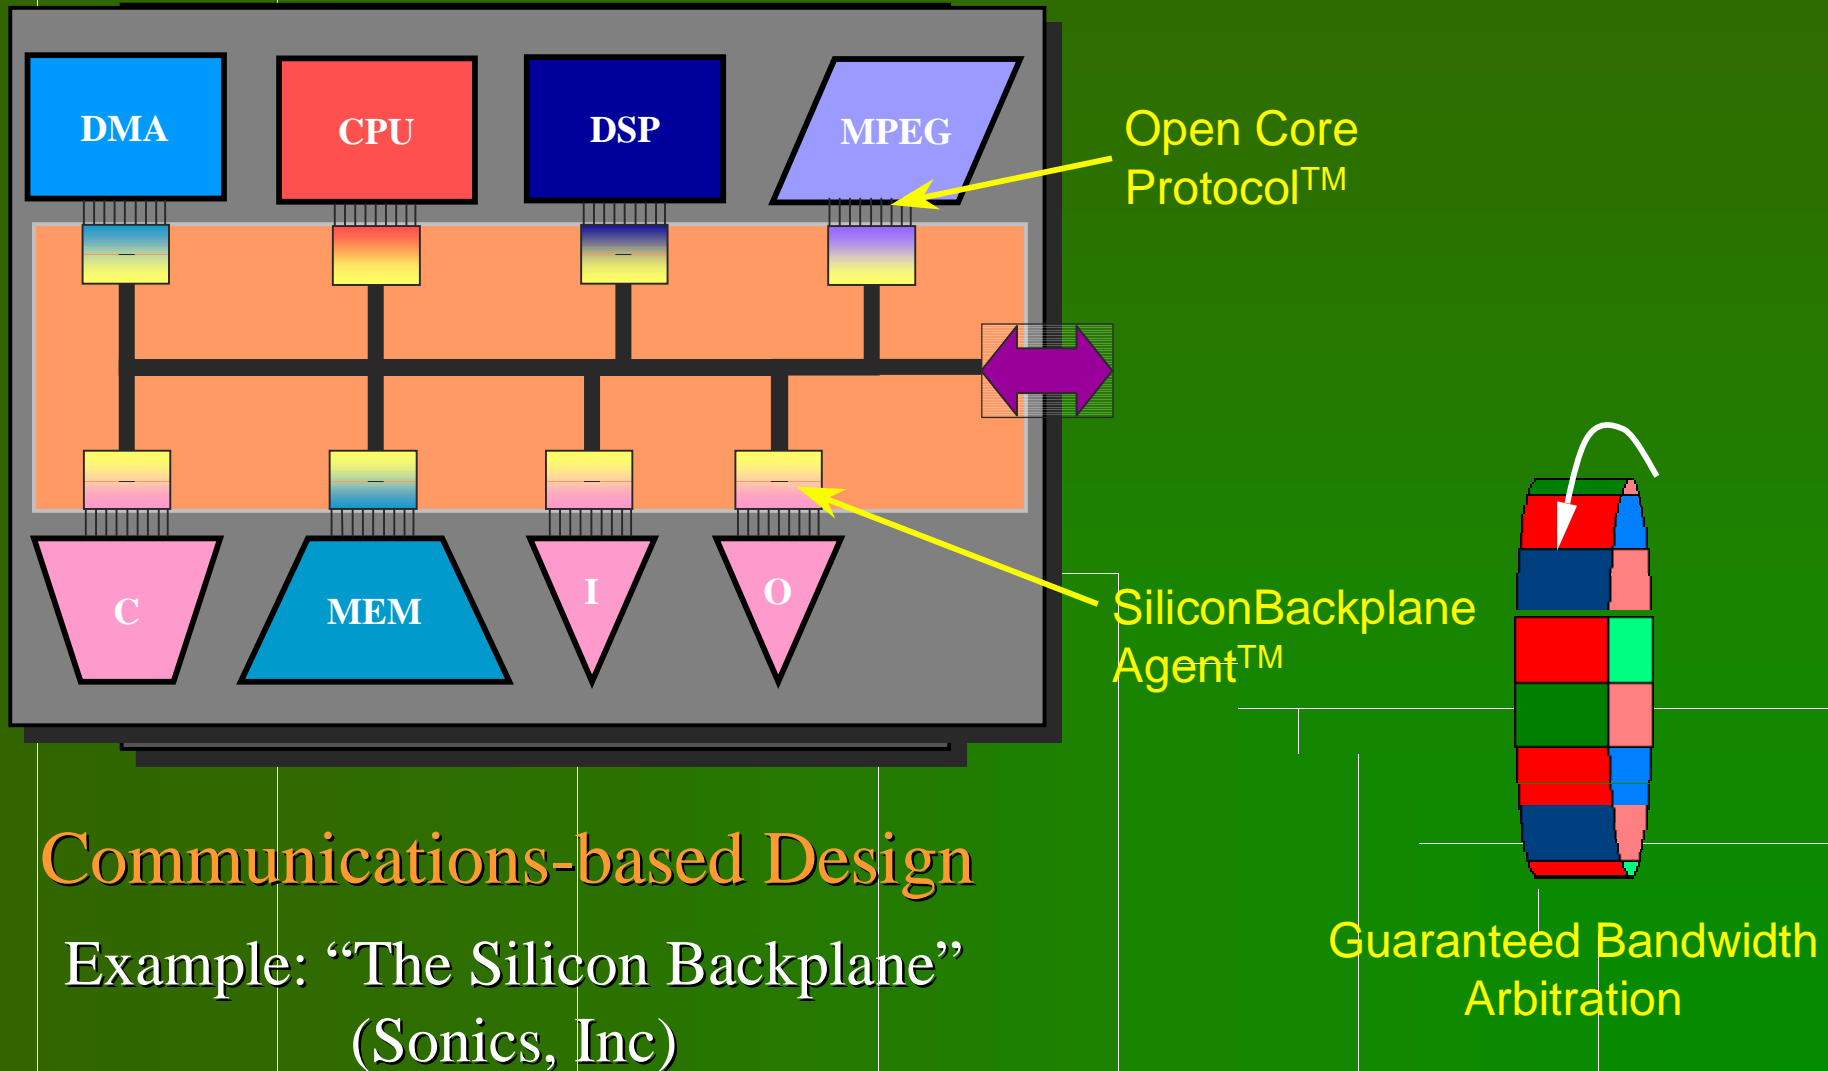 DMA
CPU
DSP
MPEG
Open Core
Protocol™
C
MEM
I
O
SiliconBackplane
Agent™
Communications-based Design
Example: “The Silicon Backplane”
(Sonics, Inc)
Guaranteed Bandwidth
Arbitration